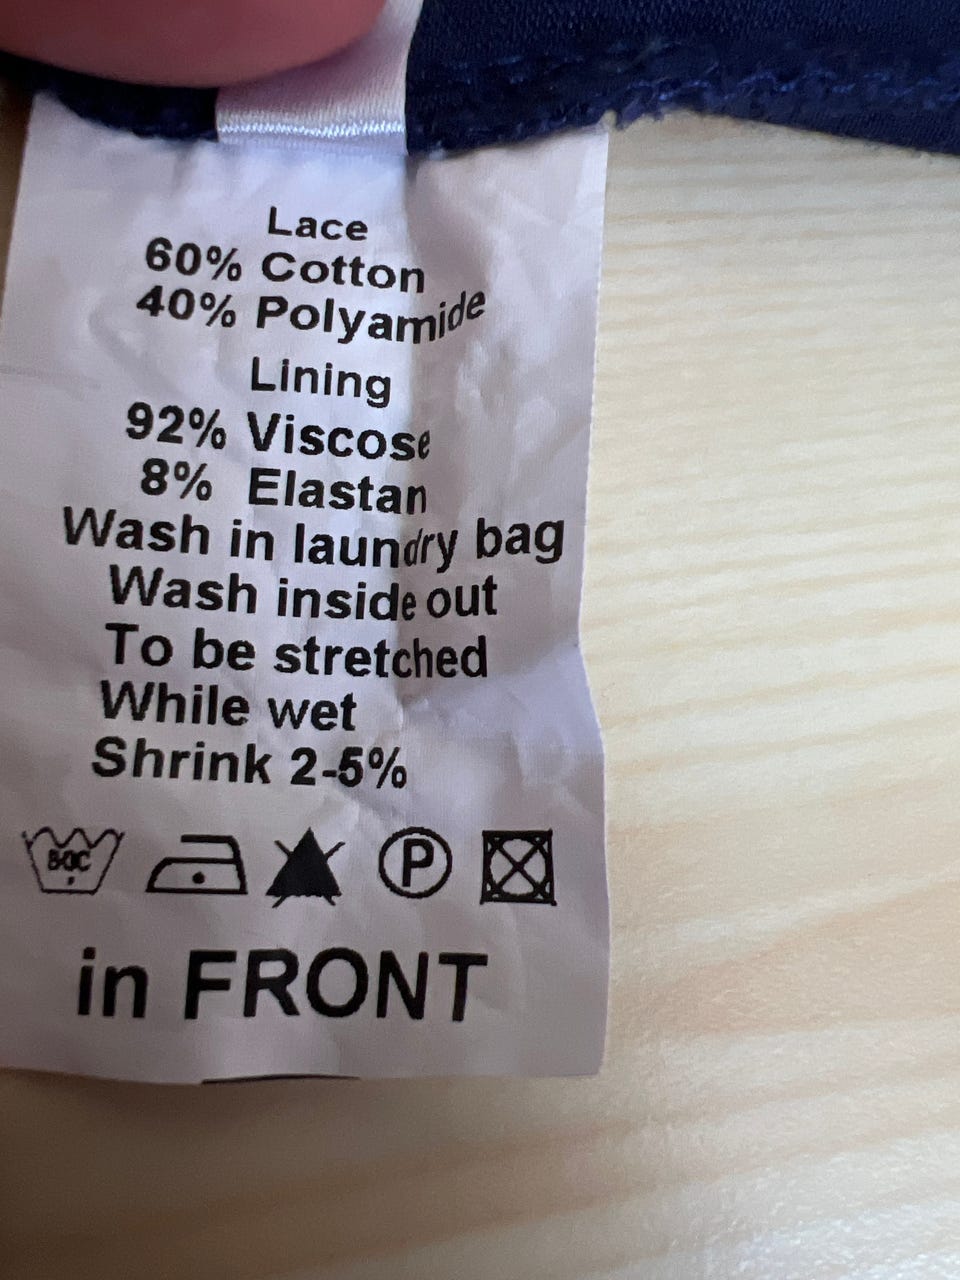 Lace
60% Cotton
40% Polyamide
Lining
92% Viscose
8% Elastan
Wash in laundry bag
Wash inside out
To be stretched
While wet
Shrink 2-5%
P
in FRONT